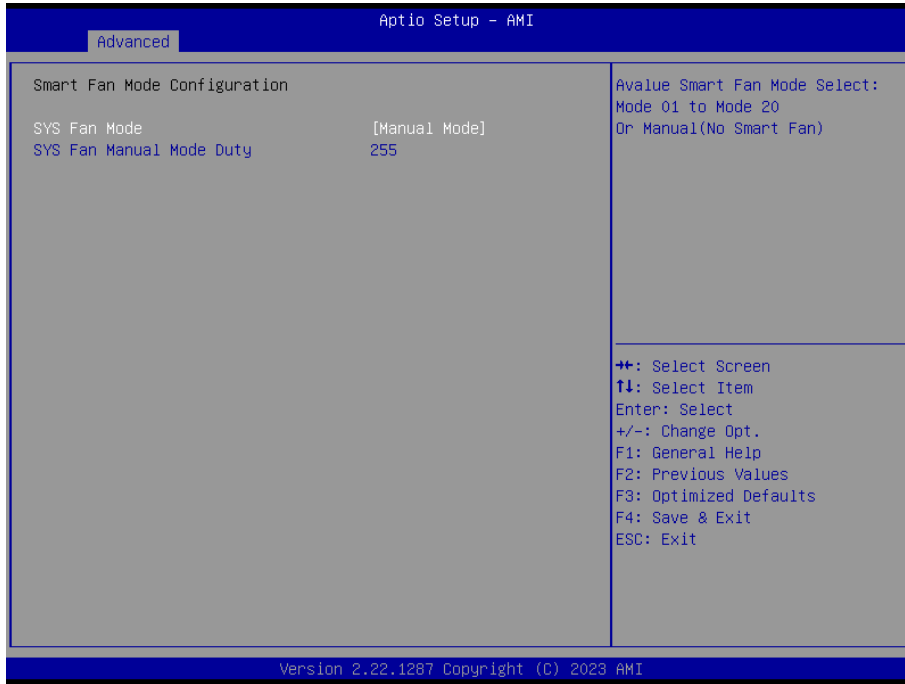 Aptio Setup - AMI
Advanced
Smart Fan Mode Configuration
SYS Fan Mode [Manual Mode]
SYS Fan Manual Mode Duty 255
Avalue Smart Fan Mode Select:
Mode 01 to Mode 20
Or Manual(No Smart Fan)
→←: Select Screen
↑↓: Select Item
Enter: Select
+/-: Change Opt.
F1: General Help
F2: Previous Values
F3: Optimized Defaults
F4: Save & Exit
ESC: Exit
Version 2.22.1287 Copyright (C) 2023 AMI